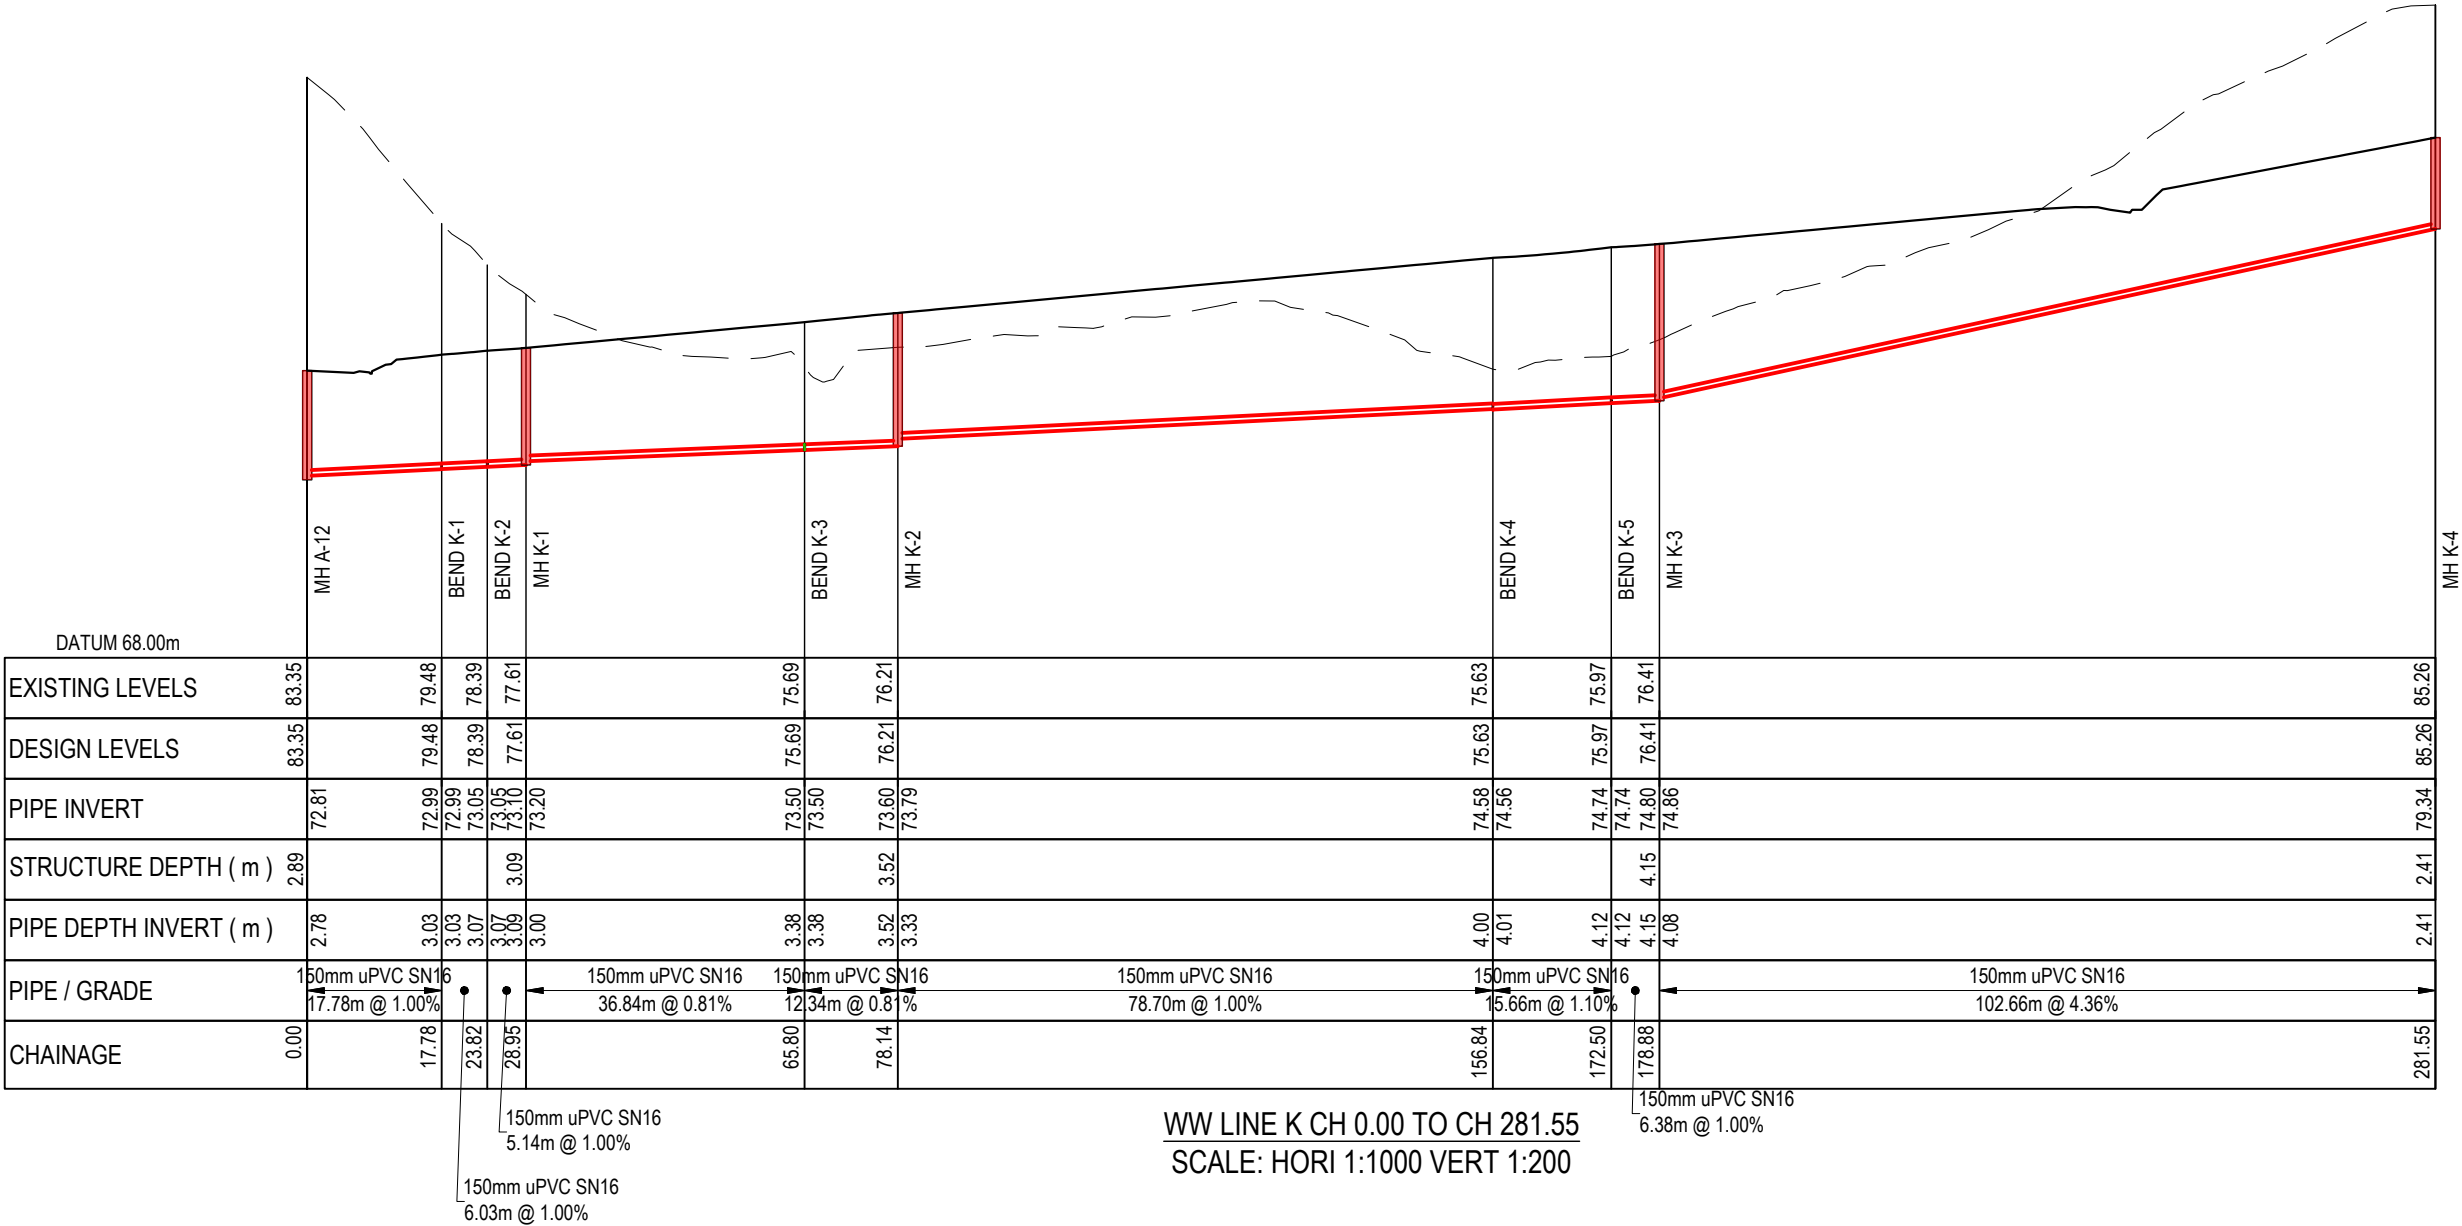 MH A-12
BEND K-1
BEND K-2
MH K-1
BEND K-3
MH K-2
BEND K-4
BEND K-5
MH K-3
MH K-4
DATUM 68.00m
EXISTING LEVELS 83.35 79.48 78.39 77.61 75.69 76.21 75.63 75.97 76.41 85.26
DESIGN LEVELS 83.35 79.48 78.39 77.61 75.69 76.21 75.63 75.97 76.41 85.26
PIPE INVERT 72.81 72.99 72.99 73.05 73.05 73.10 73.20 73.50 73.50 73.60 73.79 74.58 74.56 74.74 74.74 74.80 74.86 79.34
STRUCTURE DEPTH ( m ) 2.89 3.09 3.52 4.15 2.41
PIPE DEPTH INVERT ( m ) 2.78 3.03 3.03 3.07 3.07 3.09 3.00 3.38 3.38 3.52 3.33 4.00 4.01 4.12 4.12 4.15 4.08 2.41
PIPE / GRADE
150mm uPVC SN16
17.78m @ 1.00%
150mm uPVC SN16
36.84m @ 0.81%
150mm uPVC SN16
12.34m @ 0.81%
150mm uPVC SN16
78.70m @ 1.00%
150mm uPVC SN16
15.66m @ 1.10%
150mm uPVC SN16
102.66m @ 4.36%
CHAINAGE 0.00 17.78 23.82 28.95 65.80 78.14 156.84 172.50 178.88 281.55
150mm uPVC SN16
6.38m @ 1.00%
150mm uPVC SN16
5.14m @ 1.00%
150mm uPVC SN16
6.03m @ 1.00%
WW LINE K CH 0.00 TO CH 281.55
SCALE: HORI 1:1000 VERT 1:200